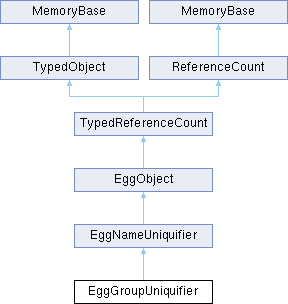 MemoryBase MemoryBase
TypedObject ReferenceCount
TypedReferenceCount
EggObject
EggNameUniquifier
EggGroupUniquifier